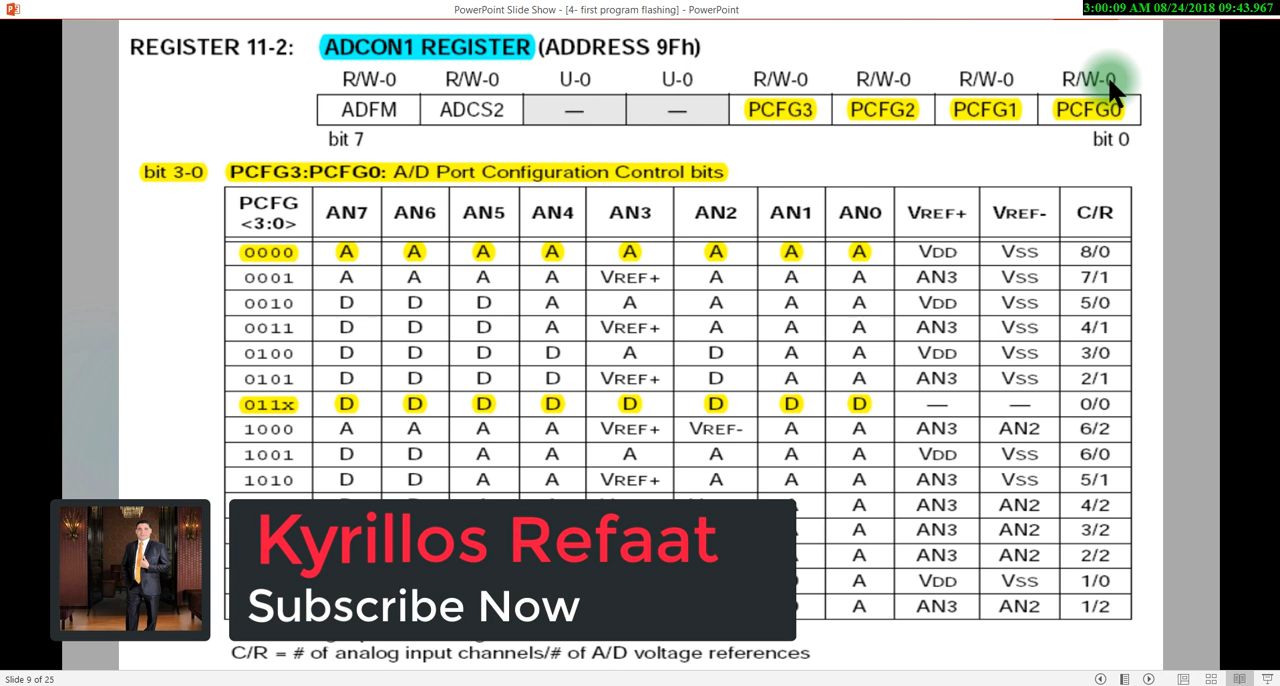 PowerPoint Slide Show - [4- first program flashing] - PowerPoint
3:00:09 AM 08/24/2018 09:43.967
REGISTER 11-2: ADCON1 REGISTER (ADDRESS 9Fh)
R/W-0 R/W-0 U-0 U-0 R/W-0 R/W-0 R/W-0 R/W-0
ADFM ADCS2 — — PCFG3 PCFG2 PCFG1 PCFG0
bit 7 bit 0
bit 3-0 PCFG3:PCFG0: A/D Port Configuration Control bits
PCFG <3:0> AN7 AN6 AN5 AN4 AN3 AN2 AN1 AN0 VREF+ VREF- C/R
0000 A A A A A A A A VDD VSS 8/0
0001 A A A A VREF+ A A A AN3 VSS 7/1
0010 D D D A A A A A VDD VSS 5/0
0011 D D D A VREF+ A A A AN3 VSS 4/1
0100 D D D D A D A A VDD VSS 3/0
0101 D D D D VREF+ D A A AN3 VSS 2/1
011x D D D D D D D D — — 0/0
1000 A A A A VREF+ VREF- A A AN3 AN2 6/2
1001 D D A A A A A A VDD VSS 6/0
1010 D D A A VREF+ A A A AN3 VSS 5/1
A AN3 AN2 4/2
A AN3 AN2 3/2
A AN3 AN2 2/2
A VDD VSS 1/0
A AN3 AN2 1/2
Kyrillos Refaat
Subscribe Now
C/R = # of analog input channels/# of A/D voltage references
Slide 9 of 25